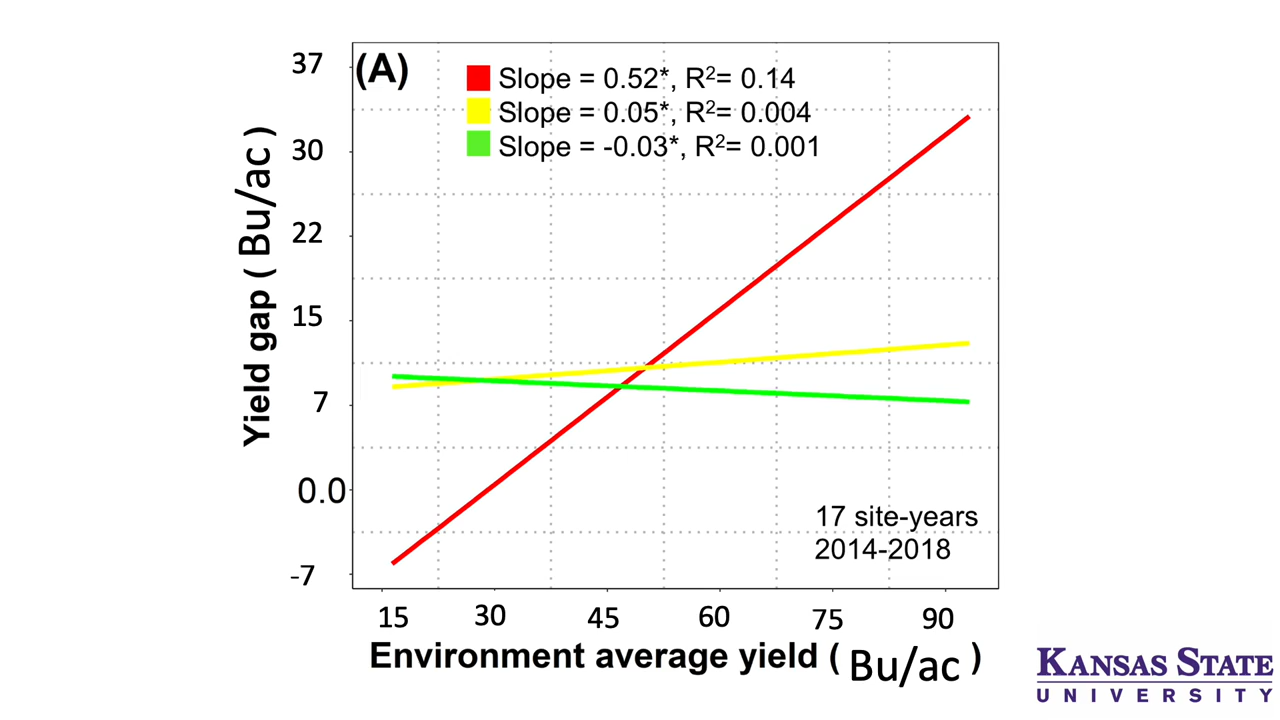 (A)
Slope = 0.52*, R²= 0.14
Slope = 0.05*, R²= 0.004
Slope = -0.03*, R²= 0.001
37
30
22
15
7
0.0
-7
Yield gap ( Bu/ac )
17 site-years
2014-2018
15 30 45 60 75 90
Environment average yield ( Bu/ac )
KANSAS STATE
UNIVERSITY